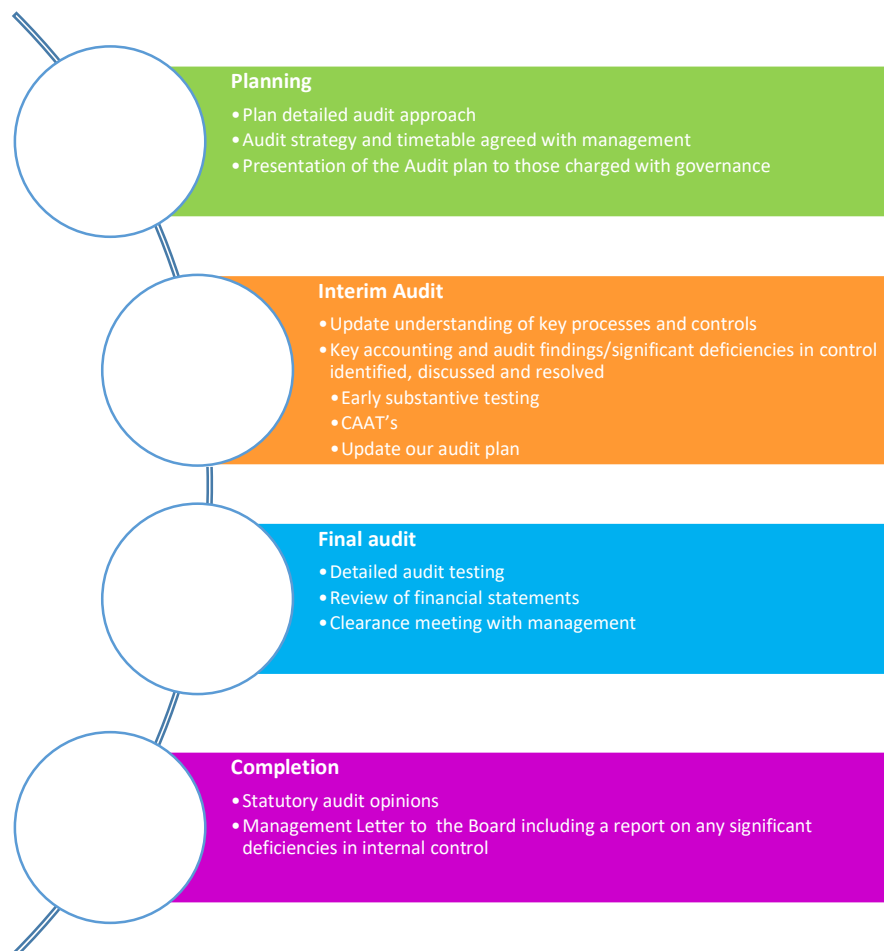 Planning
•Plan detailed audit approach
•Audit strategy and timetable agreed with management
•Presentation of the Audit plan to those charged with governance
Interim Audit
•Update understanding of key processes and controls
•Key accounting and audit findings/significant deficiencies in control
identified, discussed and resolved
•Early substantive testing
•CAAT's
•Update our audit plan
Final audit
•Detailed audit testing
•Review of financial statements
•Clearance meeting with management
Completion
•Statutory audit opinions
•Management Letter to  the Board including a report on any significant
deficiencies in internal control